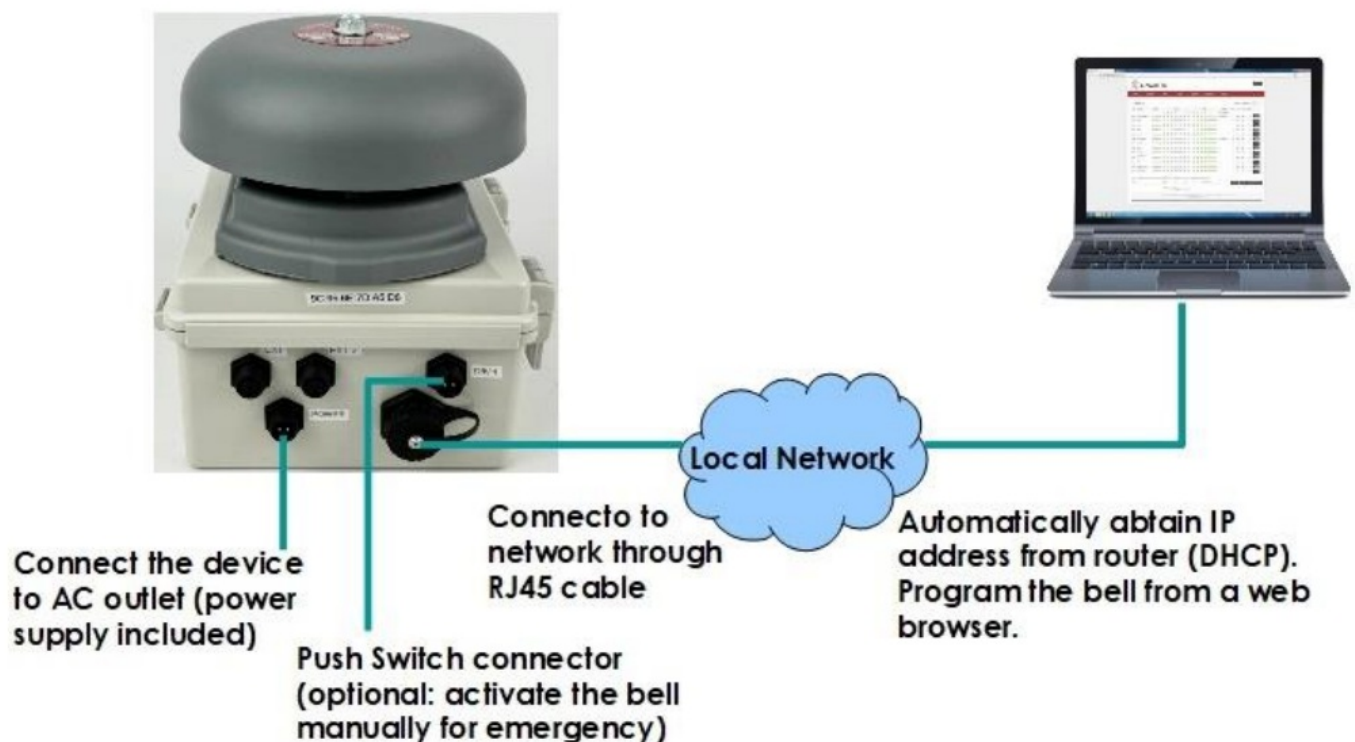 POWER
Local Network
Connecto to
network through
RJ45 cable
Automatically abtain IP
address from router (DHCP).
Program the bell from a web
browser.
Connect the device
to AC outlet (power
supply included)
Push Switch connector
(optional: activate the bell
manually for emergency)